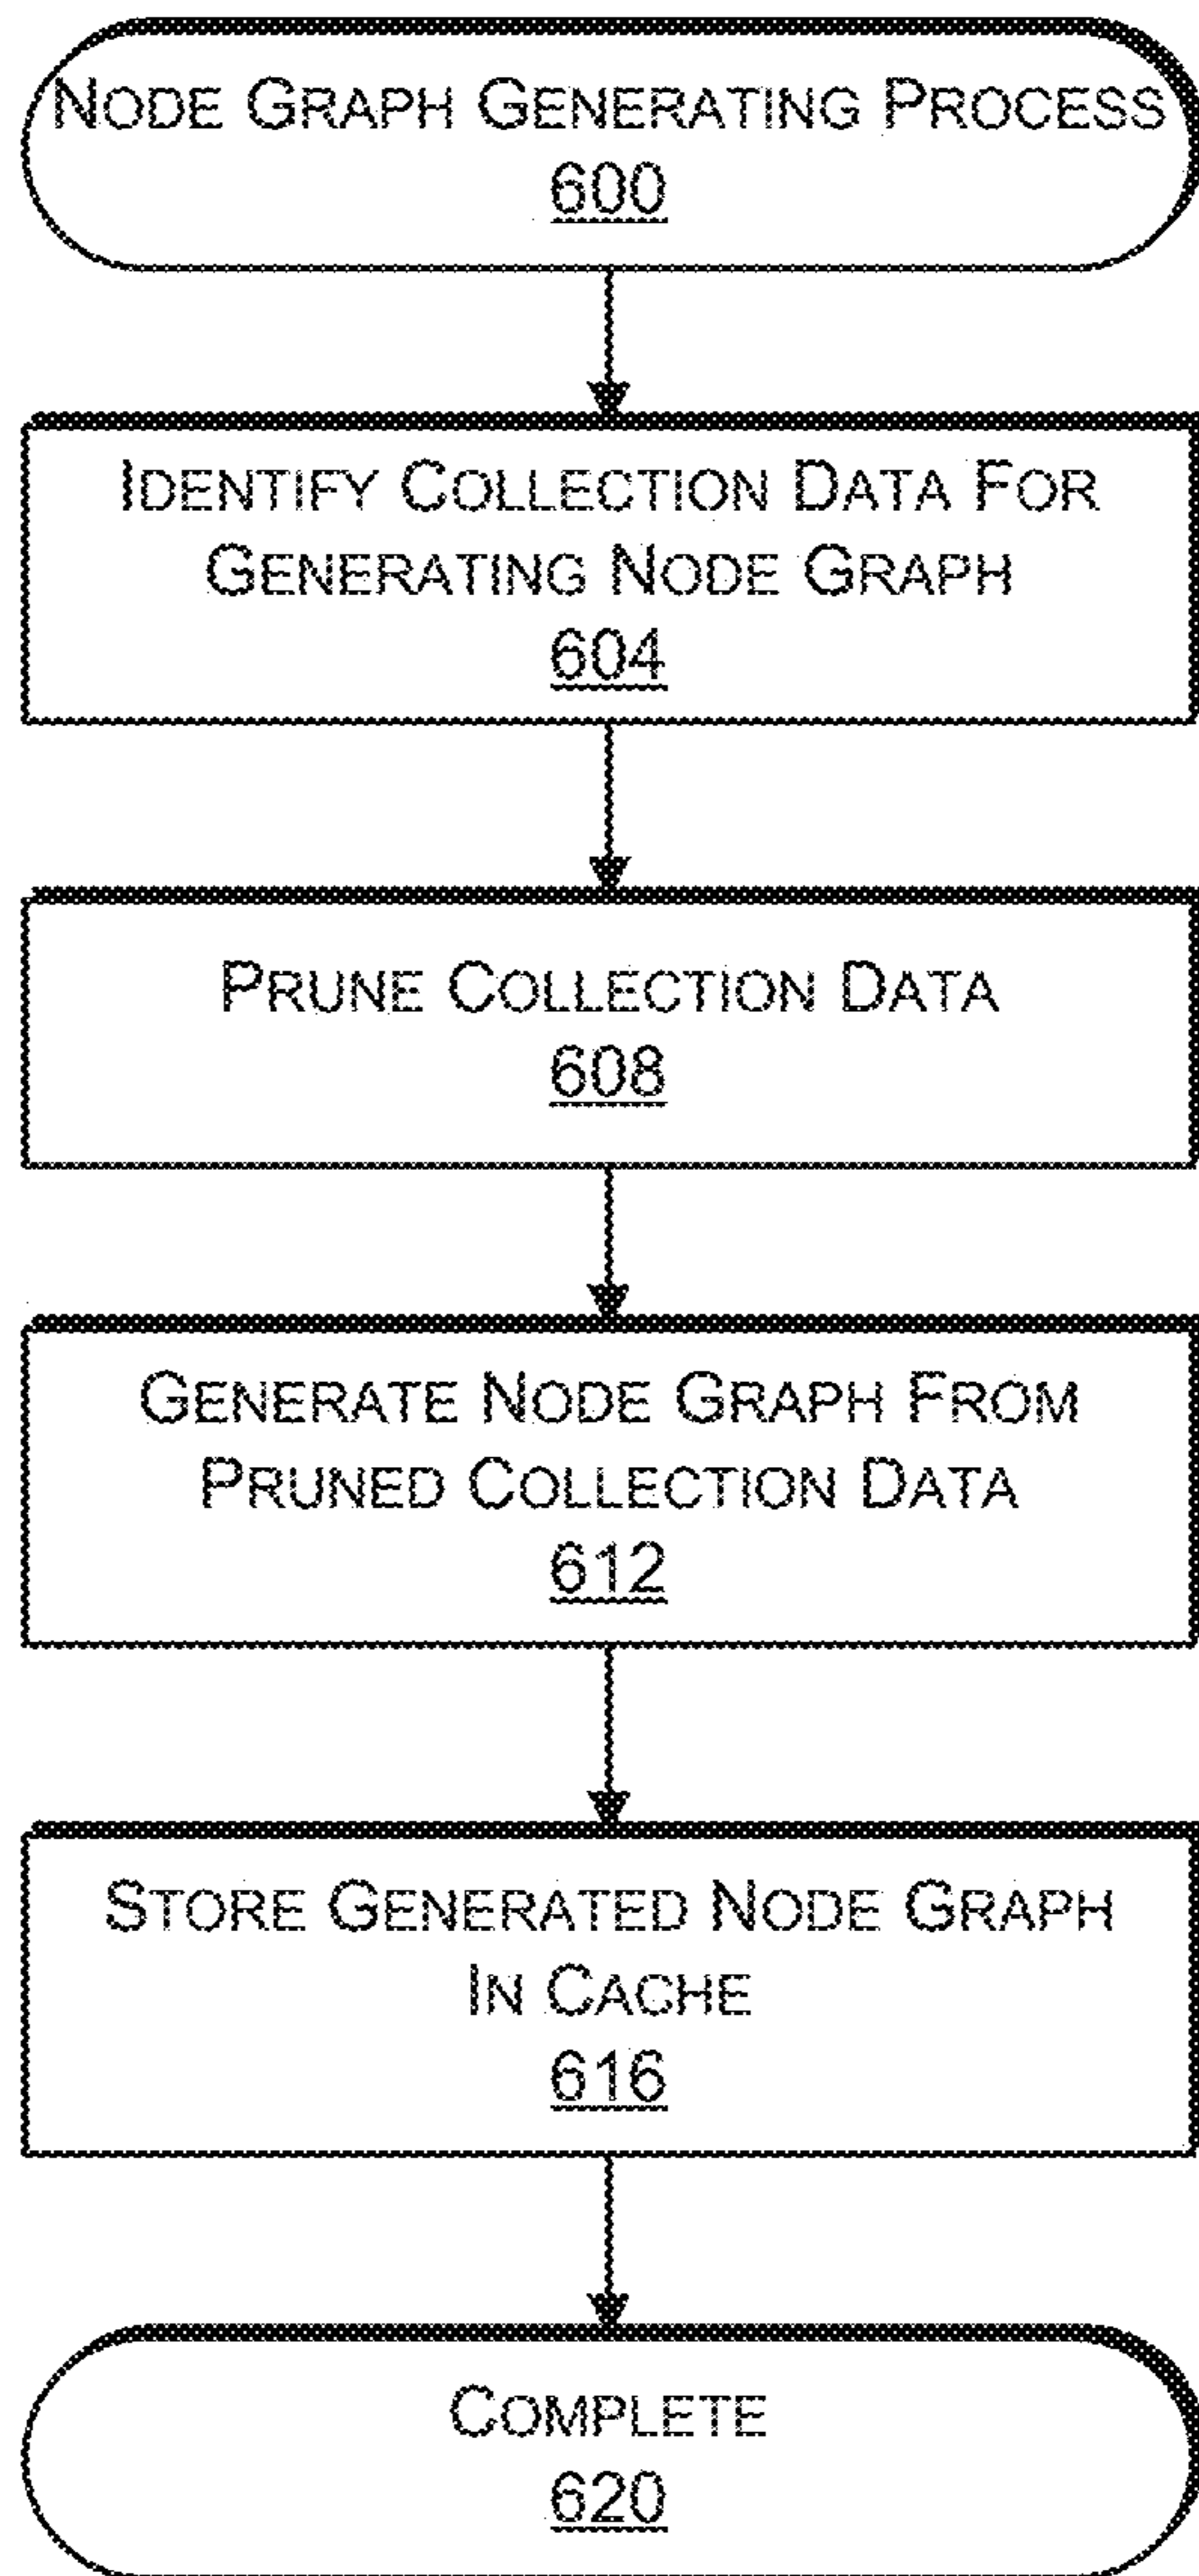 NODE GRAPH GENERATING PROCESS
600
IDENTIFY COLLECTION DATA FOR
GENERATING NODE GRAPH
604
PRUNE COLLECTION DATA
608
GENERATE NODE GRAPH FROM
PRUNED COLLECTION DATA
612
STORE GENERATED NODE GRAPH
IN CACHE
616
COMPLETE
620